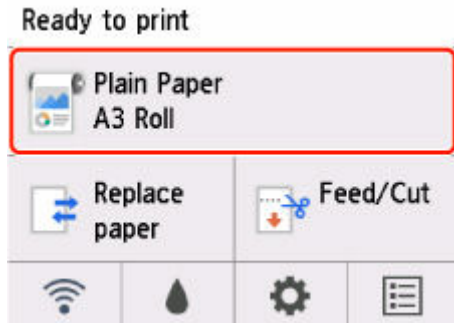 Ready to print
Plain Paper
A3 Roll
Replace
paper
Feed/Cut